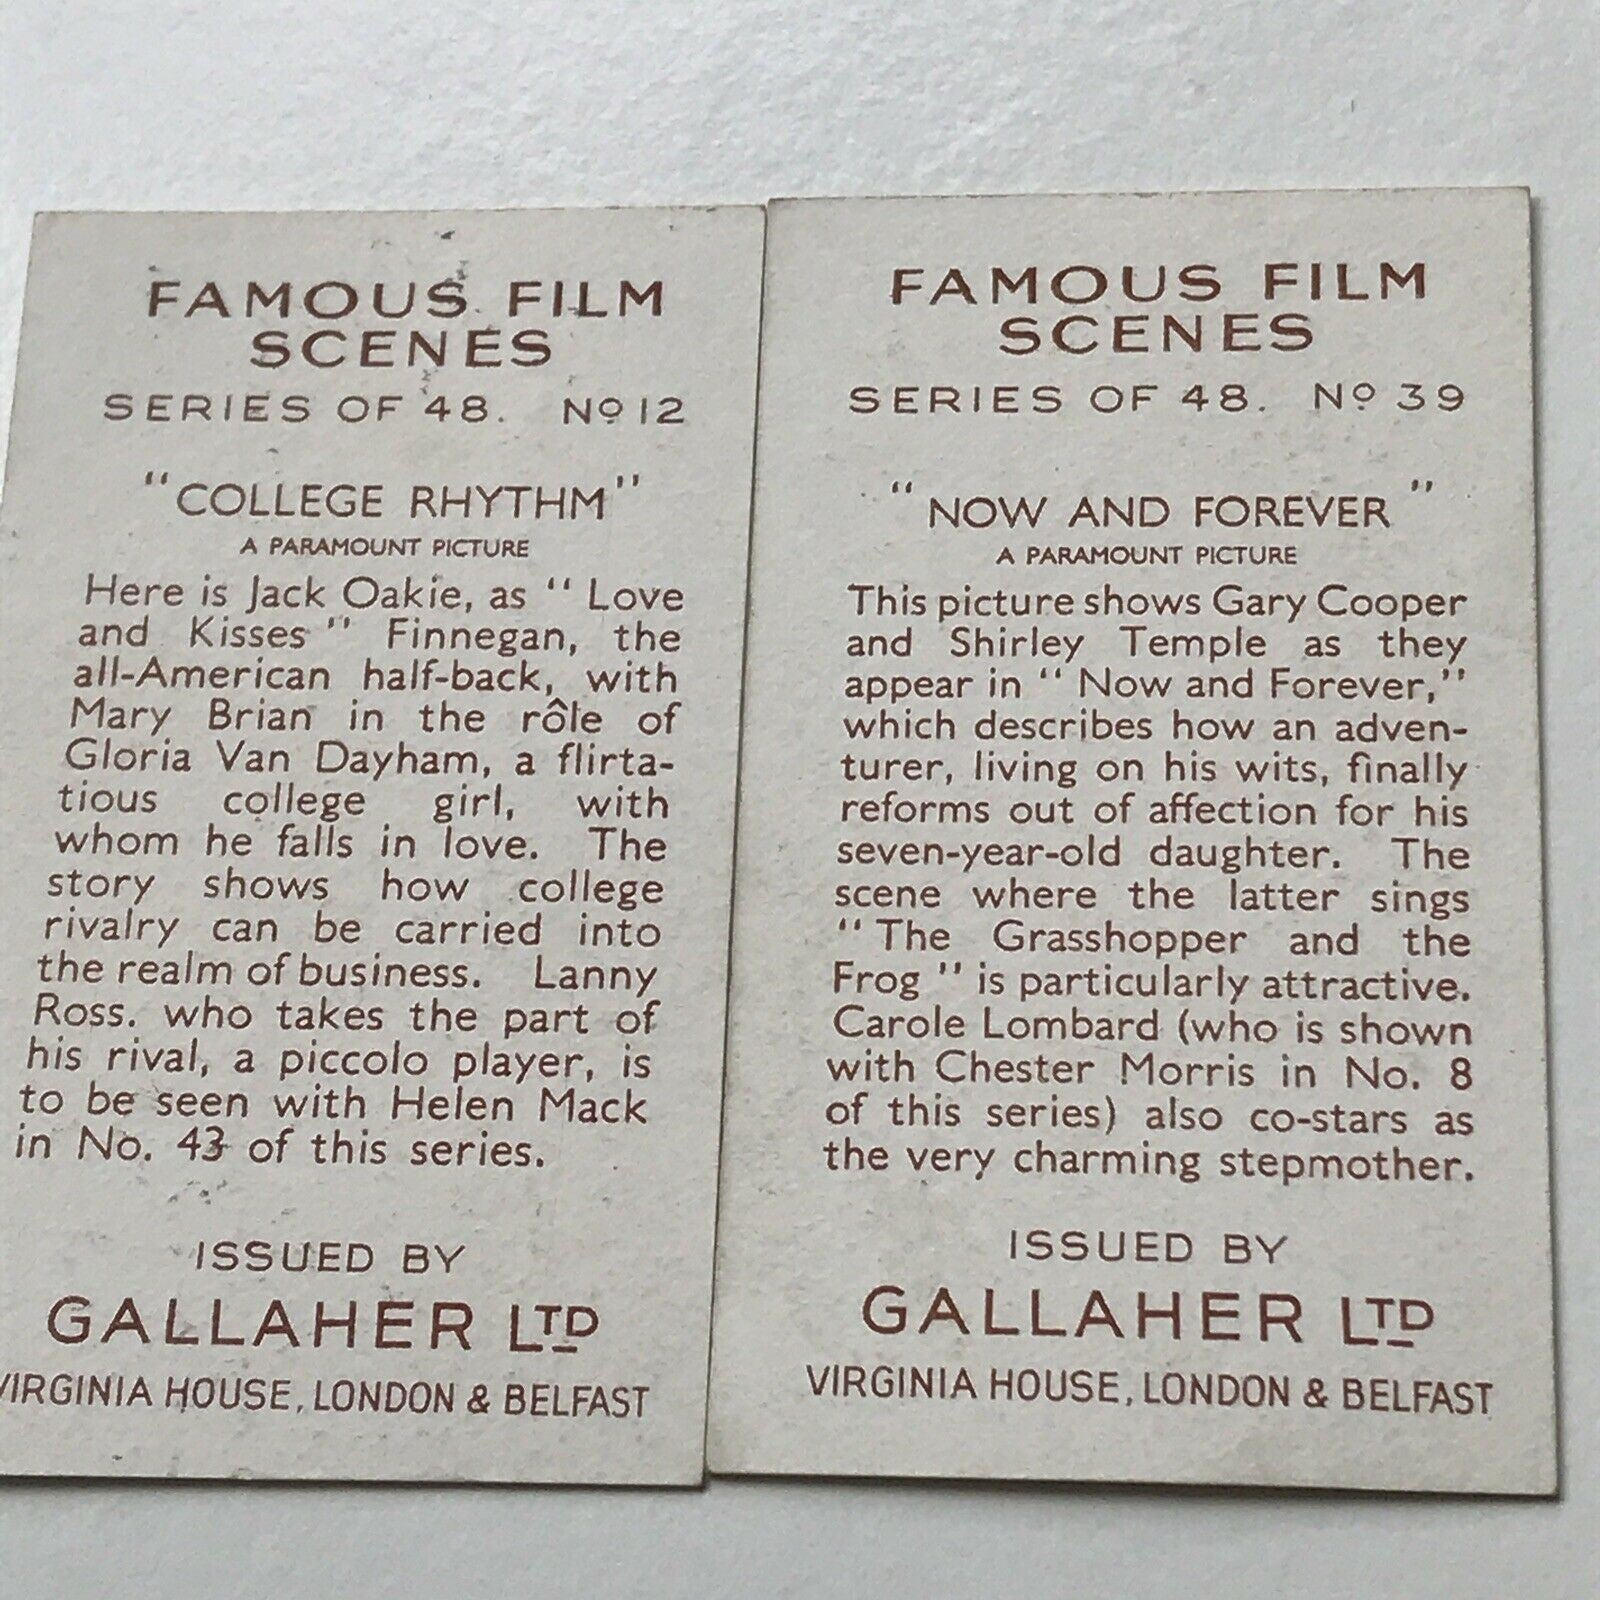 FAMOUS FILM
SCENES
SERIES OF 48. Nº 12
"COLLEGE RHYTHM"
A PARAMOUNT PICTURE
Here is Jack Oakie, as "Love
and Kisses" Finnegan, the
all-American half-back, with
Mary Brian in the rôle of
Gloria Van Dayham, a flirta-
tious college girl, with
whom he falls in love. The
story shows how college
rivalry can be carried into
the realm of business. Lanny
Ross. who takes the part of
his rival, a piccolo player, is
to be seen with Helen Mack
in No. 43 of this series.
ISSUED BY
GALLAHER LTD
VIRGINIA HOUSE, LONDON & BELFAST
FAMOUS FILM
SCENES
SERIES OF 48. Nº 39
"NOW AND FOREVER"
A PARAMOUNT PICTURE
This picture shows Gary Cooper
and Shirley Temple as they
appear in "Now and Forever,"
which describes how an adven-
turer, living on his wits, finally
reforms out of affection for his
seven-year-old daughter. The
scene where the latter sings
"The Grasshopper and the
Frog" is particularly attractive.
Carole Lombard (who is shown
with Chester Morris in No. 8
of this series) also co-stars as
the very charming stepmother.
ISSUED BY
GALLAHER LTD
VIRGINIA HOUSE, LONDON & BELFAST